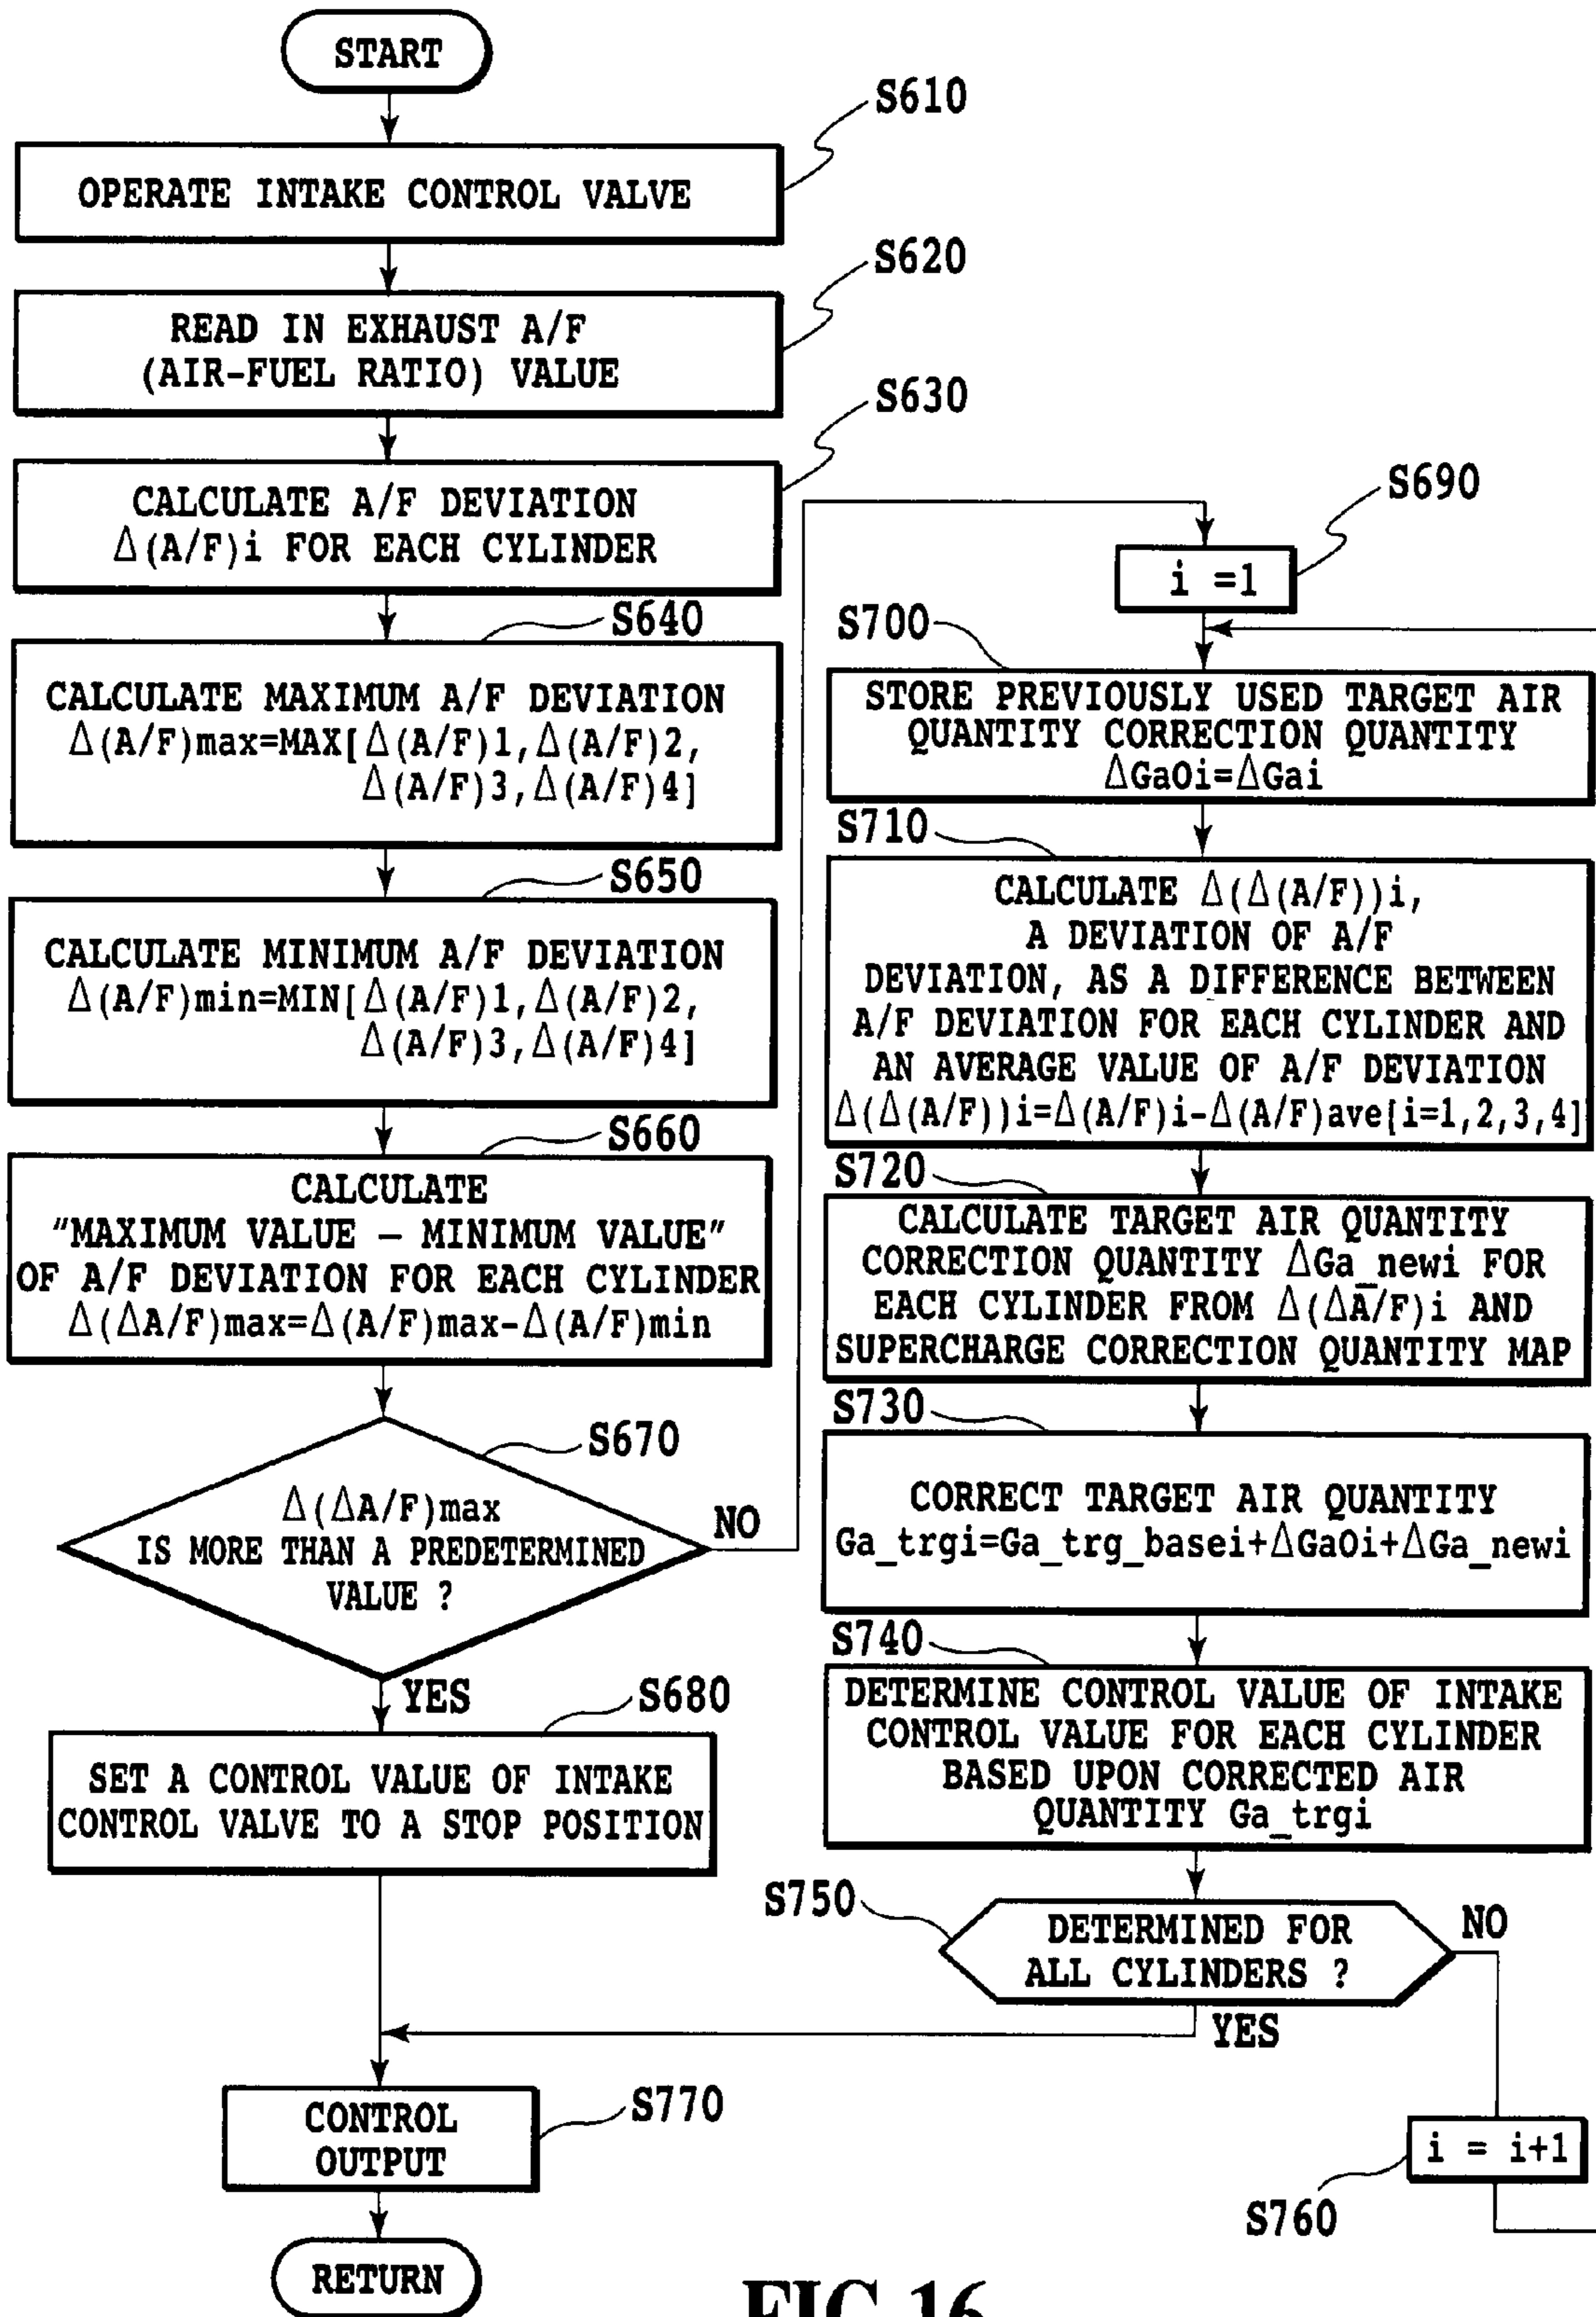 START
S610
OPERATE INTAKE CONTROL VALVE
S620
READ IN EXHAUST A/F
(AIR-FUEL RATIO) VALUE
S630
CALCULATE A/F DEVIATION
Δ(A/F)i FOR EACH CYLINDER
S640
CALCULATE MAXIMUM A/F DEVIATION
Δ(A/F)max=MAX[Δ(A/F)1,Δ(A/F)2,
Δ(A/F)3,Δ(A/F)4]
S650
CALCULATE MINIMUM A/F DEVIATION
Δ(A/F)min=MIN[Δ(A/F)1,Δ(A/F)2,
Δ(A/F)3,Δ(A/F)4]
S660
CALCULATE
"MAXIMUM VALUE – MINIMUM VALUE"
OF A/F DEVIATION FOR EACH CYLINDER
Δ(ΔA/F)max=Δ(A/F)max-Δ(A/F)min
S670
Δ(ΔA/F)max
IS MORE THAN A PREDETERMINED
VALUE ?
NO
YES
S680
SET A CONTROL VALUE OF INTAKE
CONTROL VALVE TO A STOP POSITION
S690
i =1
S700
STORE PREVIOUSLY USED TARGET AIR
QUANTITY CORRECTION QUANTITY
ΔGaOi=ΔGai
S710
CALCULATE Δ(Δ(A/F))i,
A DEVIATION OF A/F
DEVIATION, AS A DIFFERENCE BETWEEN
A/F DEVIATION FOR EACH CYLINDER AND
AN AVERAGE VALUE OF A/F DEVIATION
Δ(Δ(A/F))i=Δ(A/F)i-Δ(A/F)ave[i=1,2,3,4]
S720
CALCULATE TARGET AIR QUANTITY
CORRECTION QUANTITY ΔGa_newi FOR
EACH CYLINDER FROM Δ(ΔA/F)i AND
SUPERCHARGE CORRECTION QUANTITY MAP
S730
CORRECT TARGET AIR QUANTITY
Ga_trgi=Ga_trg_basei+ΔGaOi+ΔGa_newi
S740
DETERMINE CONTROL VALUE OF INTAKE
CONTROL VALUE FOR EACH CYLINDER
BASED UPON CORRECTED AIR
QUANTITY Ga_trgi
S750
DETERMINED FOR
ALL CYLINDERS ?
NO
YES
S760
i = i+1
S770
CONTROL
OUTPUT
RETURN
FIG.16